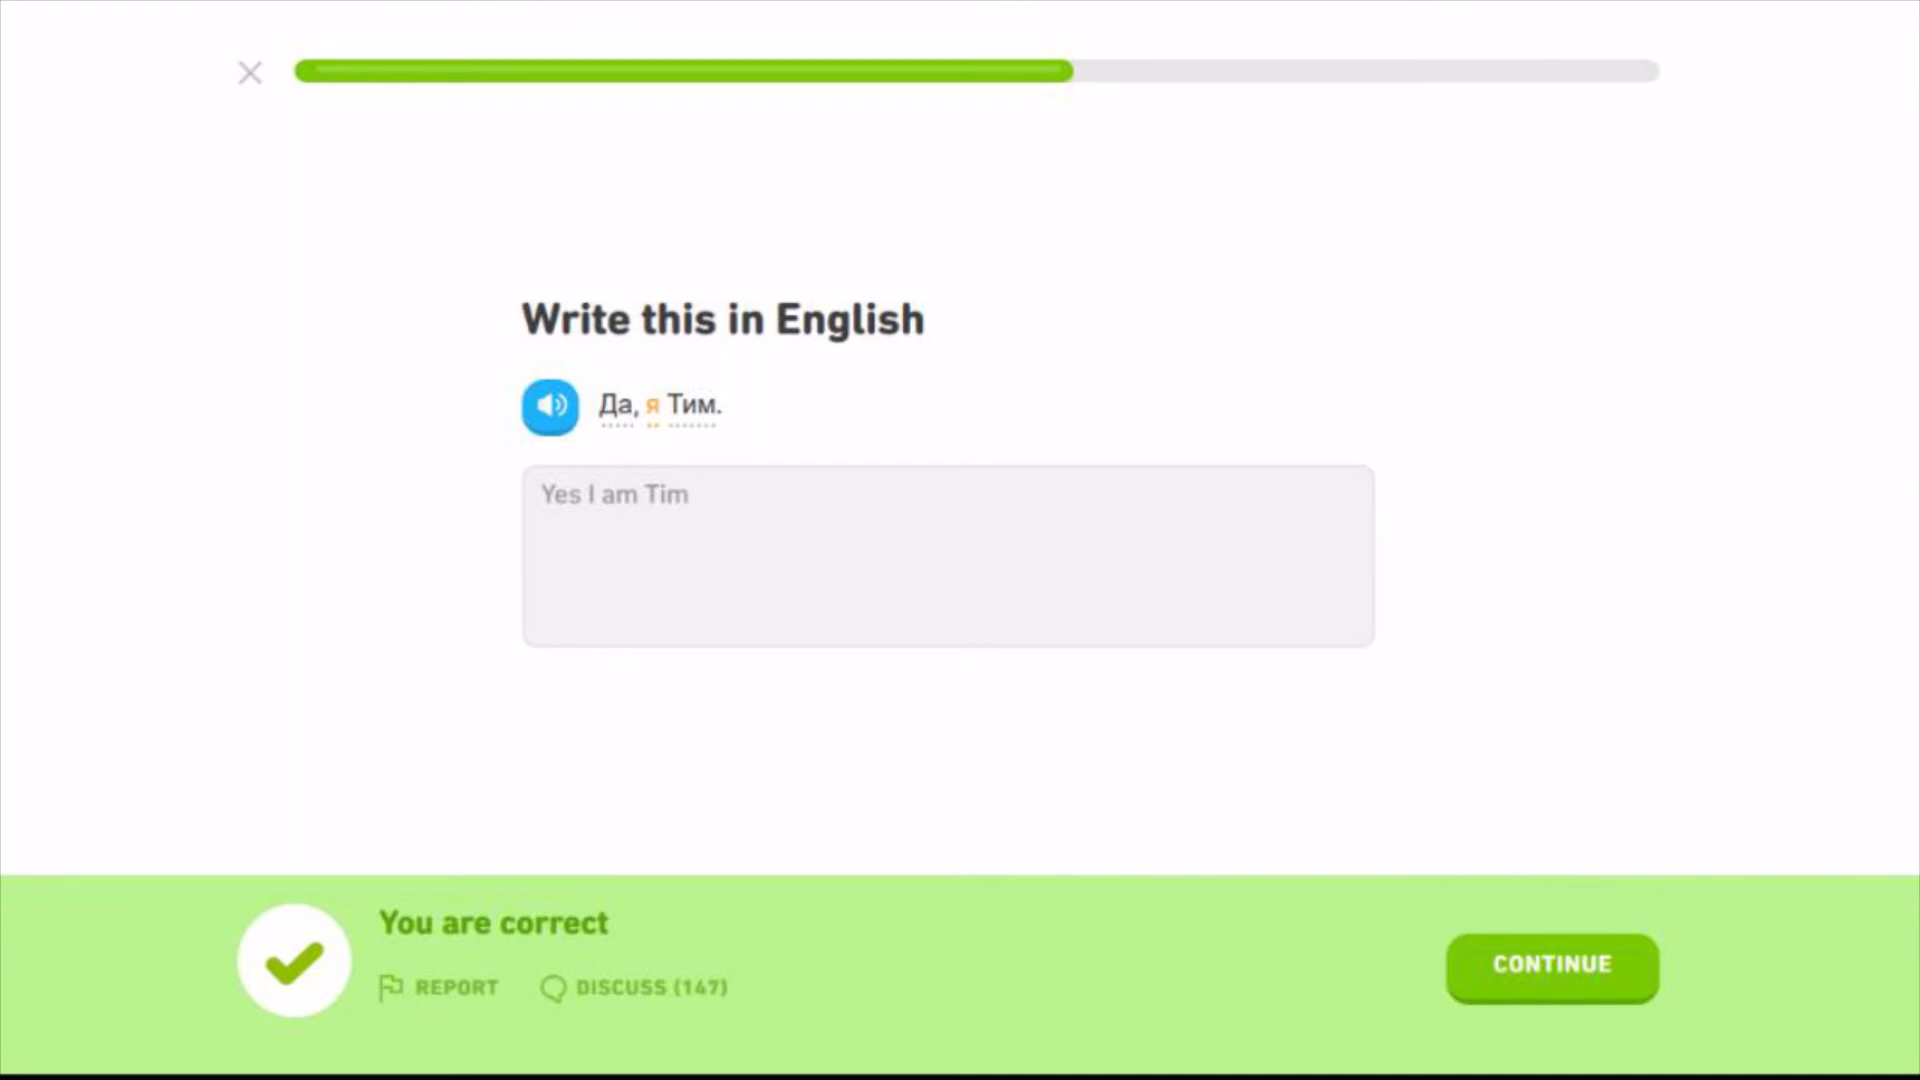 Write this in English
Да, я Тим.
Yes I am Tim
You are correct
REPORT DISCUSS (147)
CONTINUE